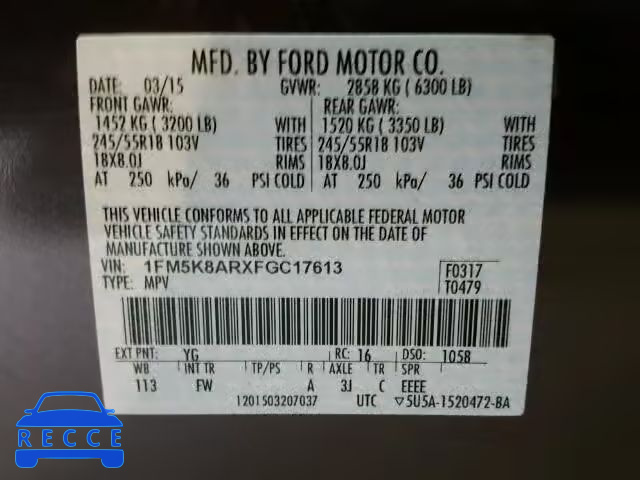 MFD. BY FORD MOTOR CO.
DATE: 03/15 GVWR: 2858 KG ( 6300 LB)
FRONT GAWR: REAR GAWR:
1452 KG ( 3200 LB) WITH 1520 KG ( 3350 LB) WITH
245/55R18 103V TIRES 245/55R18 103V TIRES
18X8.0J RIMS 18X8.0J RIMS
AT 250 kPa/ 36 PSI COLD AT 250 kPa/ 36 PSI COLD
THIS VEHICLE CONFORMS TO ALL APPLICABLE FEDERAL MOTOR
VEHICLE SAFETY STANDARDS IN EFFECT ON THE DATE OF
MANUFACTURE SHOWN ABOVE.
VIN: 1FM5K8ARXFGC17613 F0317
TYPE: MPV T0479
EXT PNT: YG RC: 16 DSO: 1058
WB INT TR TP/PS R AXLE TR SPR
113 FW A 3J C EEEE
1201503207037 UTC ▽5U5A-1520472-BA
RECCE